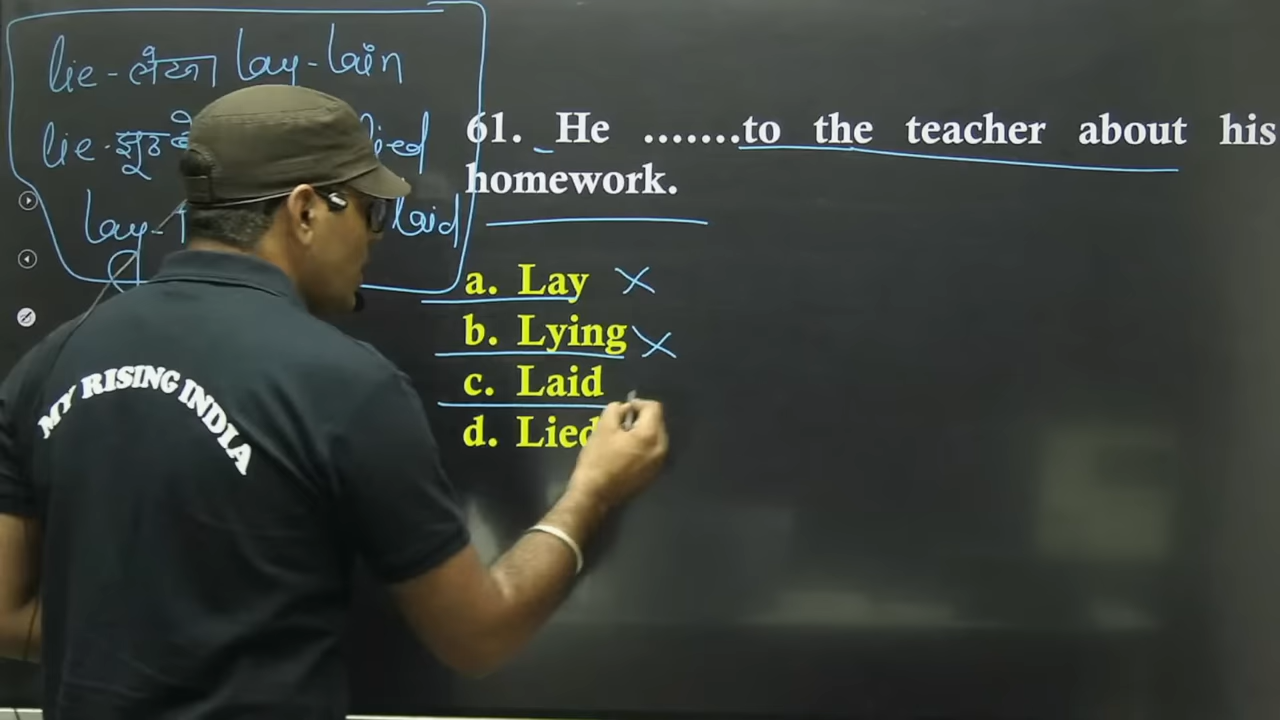 lie - लेटना lay - lain
lie - झूठ lied
lay - laid
61. He .......to the teacher about his
homework.
a. Lay ×
b. Lying ×
c. Laid
d. Lied
MY RISING INDIA